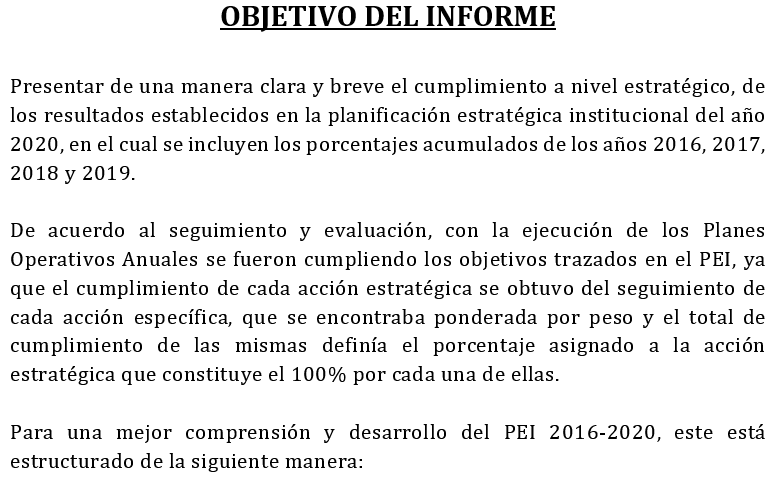 OBJETIVO DEL INFORME
Presentar de una manera clara y breve el cumplimiento a nivel estratégico, de
los resultados establecidos en la planificación estratégica institucional del año
2020, en el cual se incluyen los porcentajes acumulados de los años 2016, 2017,
2018 y 2019.
De acuerdo al seguimiento y evaluación, con la ejecución de los Planes
Operativos Anuales se fueron cumpliendo los objetivos trazados en el PEI, ya
que el cumplimiento de cada acción estratégica se obtuvo del seguimiento de
cada acción específica, que se encontraba ponderada por peso y el total de
cumplimiento de las mismas definía el porcentaje asignado a la acción
estratégica que constituye el 100% por cada una de ellas.
Para una mejor comprensión y desarrollo del PEI 2016-2020, este está
estructurado de la siguiente manera: